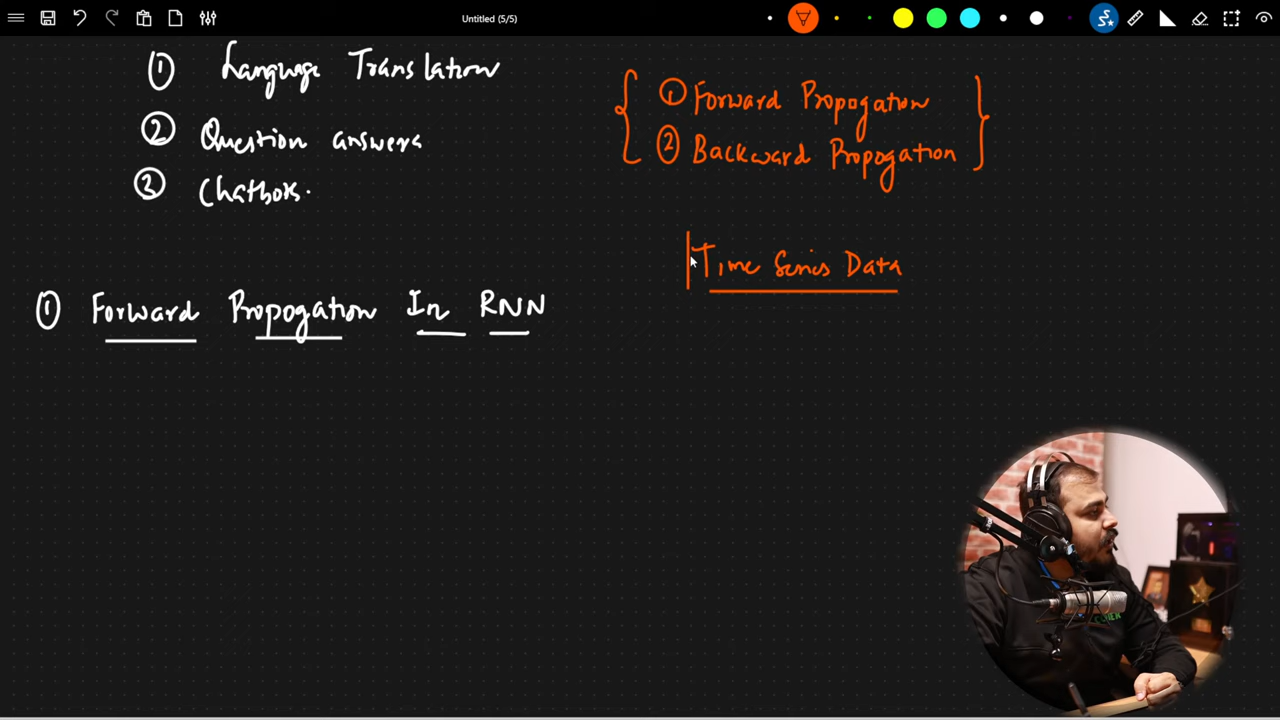 Untitled (5/5)
① Language Translation
② Question answers
③ Chatbots.
{ ① Forward Propogation }
② Backward Propogation
Time Series Data
① Forward Propogation In RNN